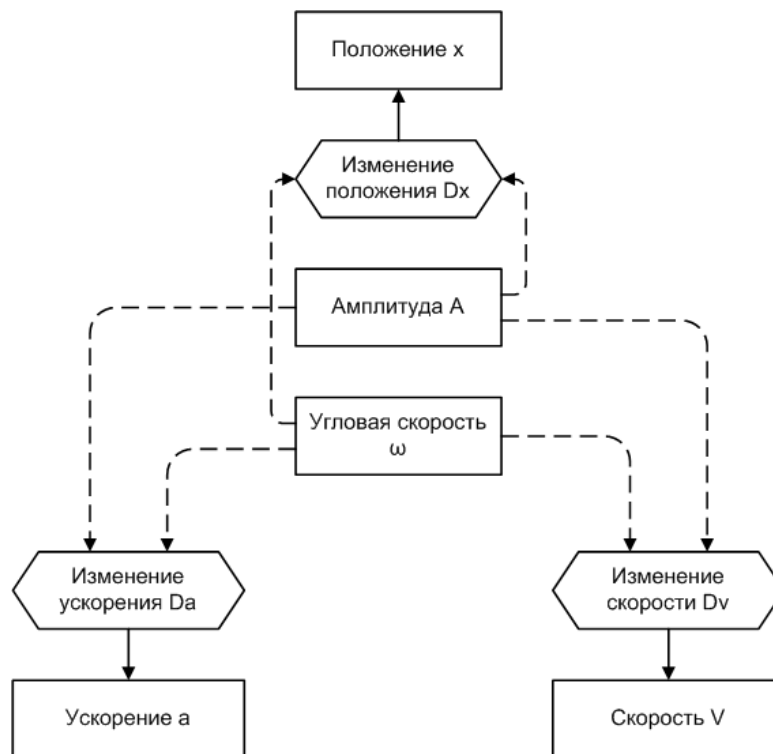 Положение x
Изменение
положения Dx
Амплитуда A
Угловая скорость
ω
Изменение
ускорения Da
Изменение
скорости Dv
Ускорение a
Скорость V